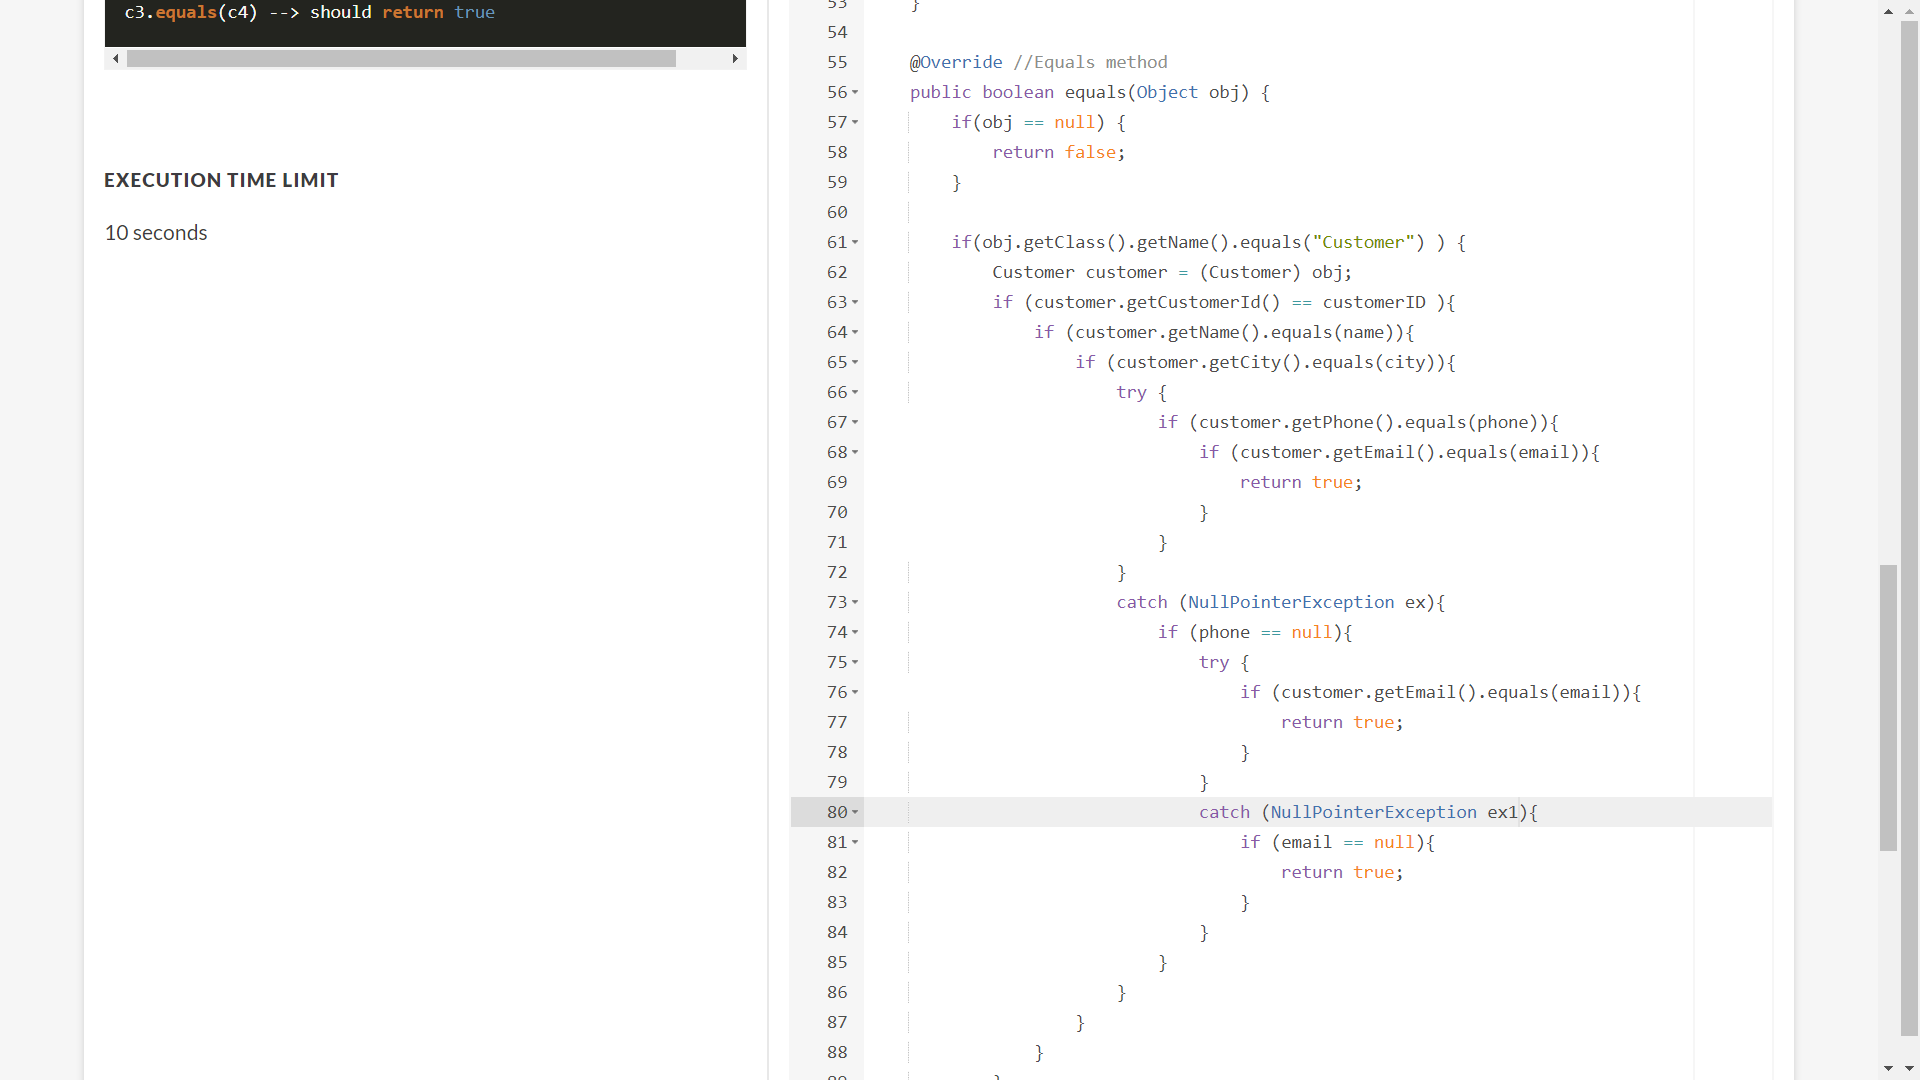 c3.equals(c4) --> should return true
EXECUTION TIME LIMIT
10 seconds
53 }
54
55 @Override //Equals method
56 public boolean equals(Object obj) {
57 if(obj == null) {
58 return false;
59 }
60
61 if(obj.getClass().getName().equals("Customer") ) {
62 Customer customer = (Customer) obj;
63 if (customer.getCustomerId() == customerID ){
64 if (customer.getName().equals(name)){
65 if (customer.getCity().equals(city)){
66 try {
67 if (customer.getPhone().equals(phone)){
68 if (customer.getEmail().equals(email)){
69 return true;
70 }
71 }
72 }
73 catch (NullPointerException ex){
74 if (phone == null){
75 try {
76 if (customer.getEmail().equals(email)){
77 return true;
78 }
79 }
80 catch (NullPointerException ex1){
81 if (email == null){
82 return true;
83 }
84 }
85 }
86 }
87 }
88 }
89 }